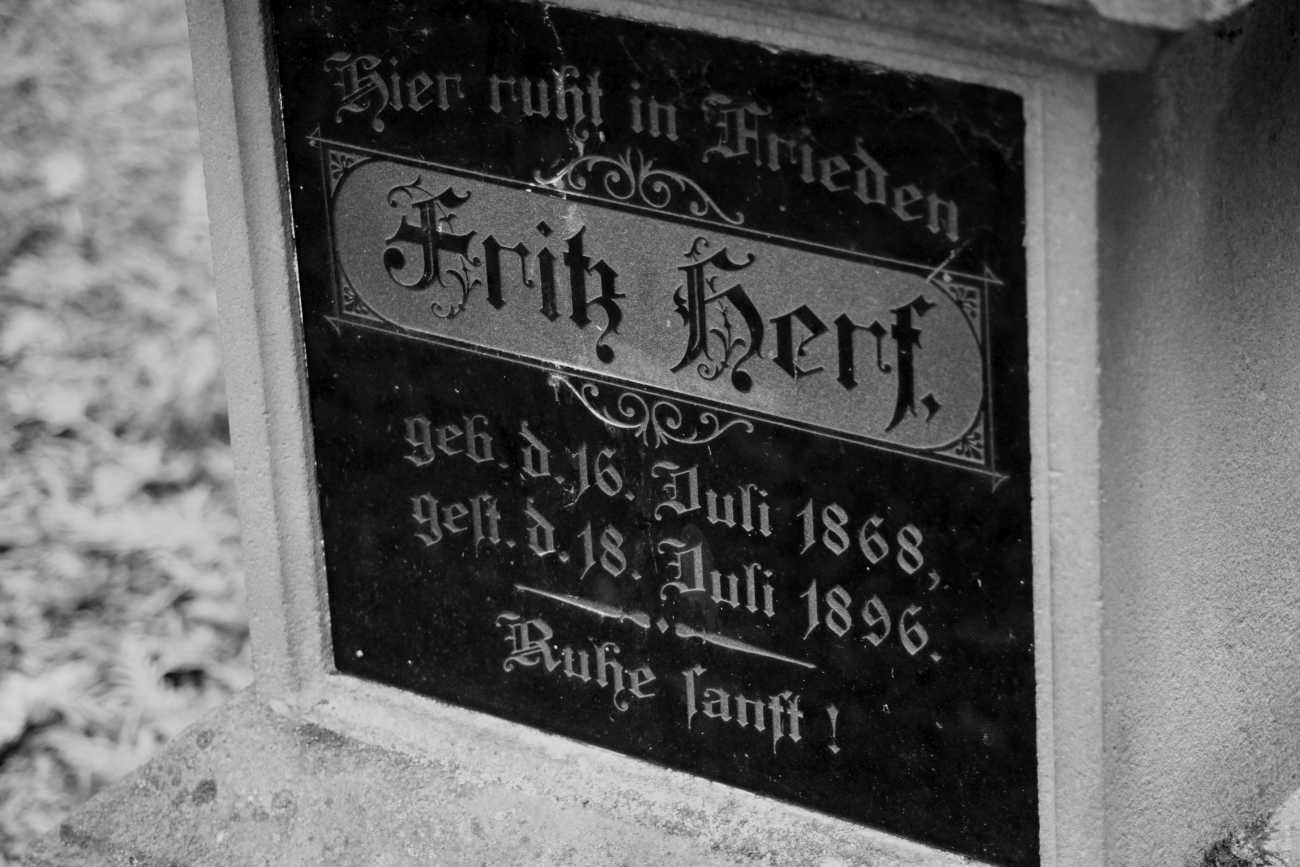 Hier ruht in Frieden
Fritz Herf,
geb. d. 16. Juli 1868,
gest. d. 18. Juli 1896.
Ruhe sanft!